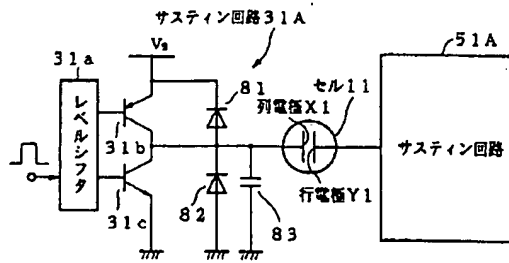 サスティン回路31A
51A
31a
V₂
81
セル11
列電極X1
レベルシフタ
31b
サスティン回路
行電極Y1
31c
82
83